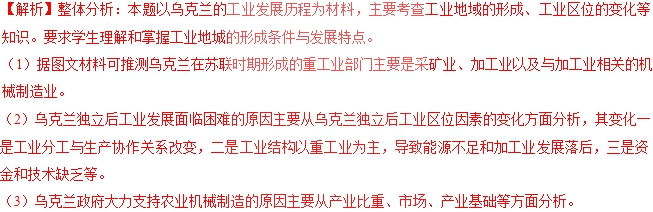 【解析】整体分析：本题以乌克兰的工业发展历程为材料，主要考查工业地域的形成、工业区位的变化等
知识。要求学生理解和掌握工业地城的形成条件与发展特点。
（1）据图文材料可推测乌克兰在苏联时期形成的重工业部门主要是采矿业、加工业以及与加工业相关的机
械制造业。
（2）乌克兰独立后工业发展面临困难的原因主要从乌克兰独立后工业区位因素的变化方面分析，其变化一
是工业分工与生产协作关系改变，二是工业结构以重工业为主，导致能源不足和加工业发展落后，三是资
金和技术缺乏等。
（3）乌克兰政府大力支持农业机械制造的原因主要从产业比重、市场、产业基础等方面分析。